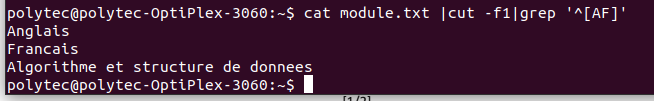 polytec@polytec-OptiPlex-3060:~$ cat module.txt |cut -f1|grep '^[AF]'
Anglais
Francais
Algorithme et structure de donnees
polytec@polytec-OptiPlex-3060:~$